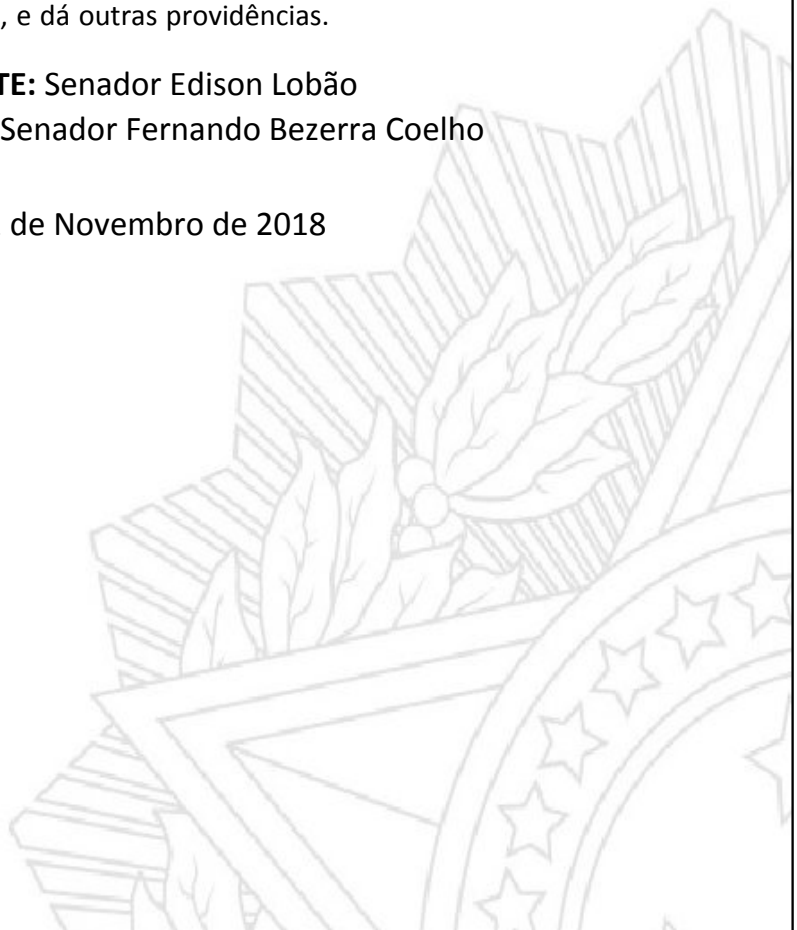 , e dá outras providências.
TE: Senador Edison Lobão
Senador Fernando Bezerra Coelho
de Novembro de 2018